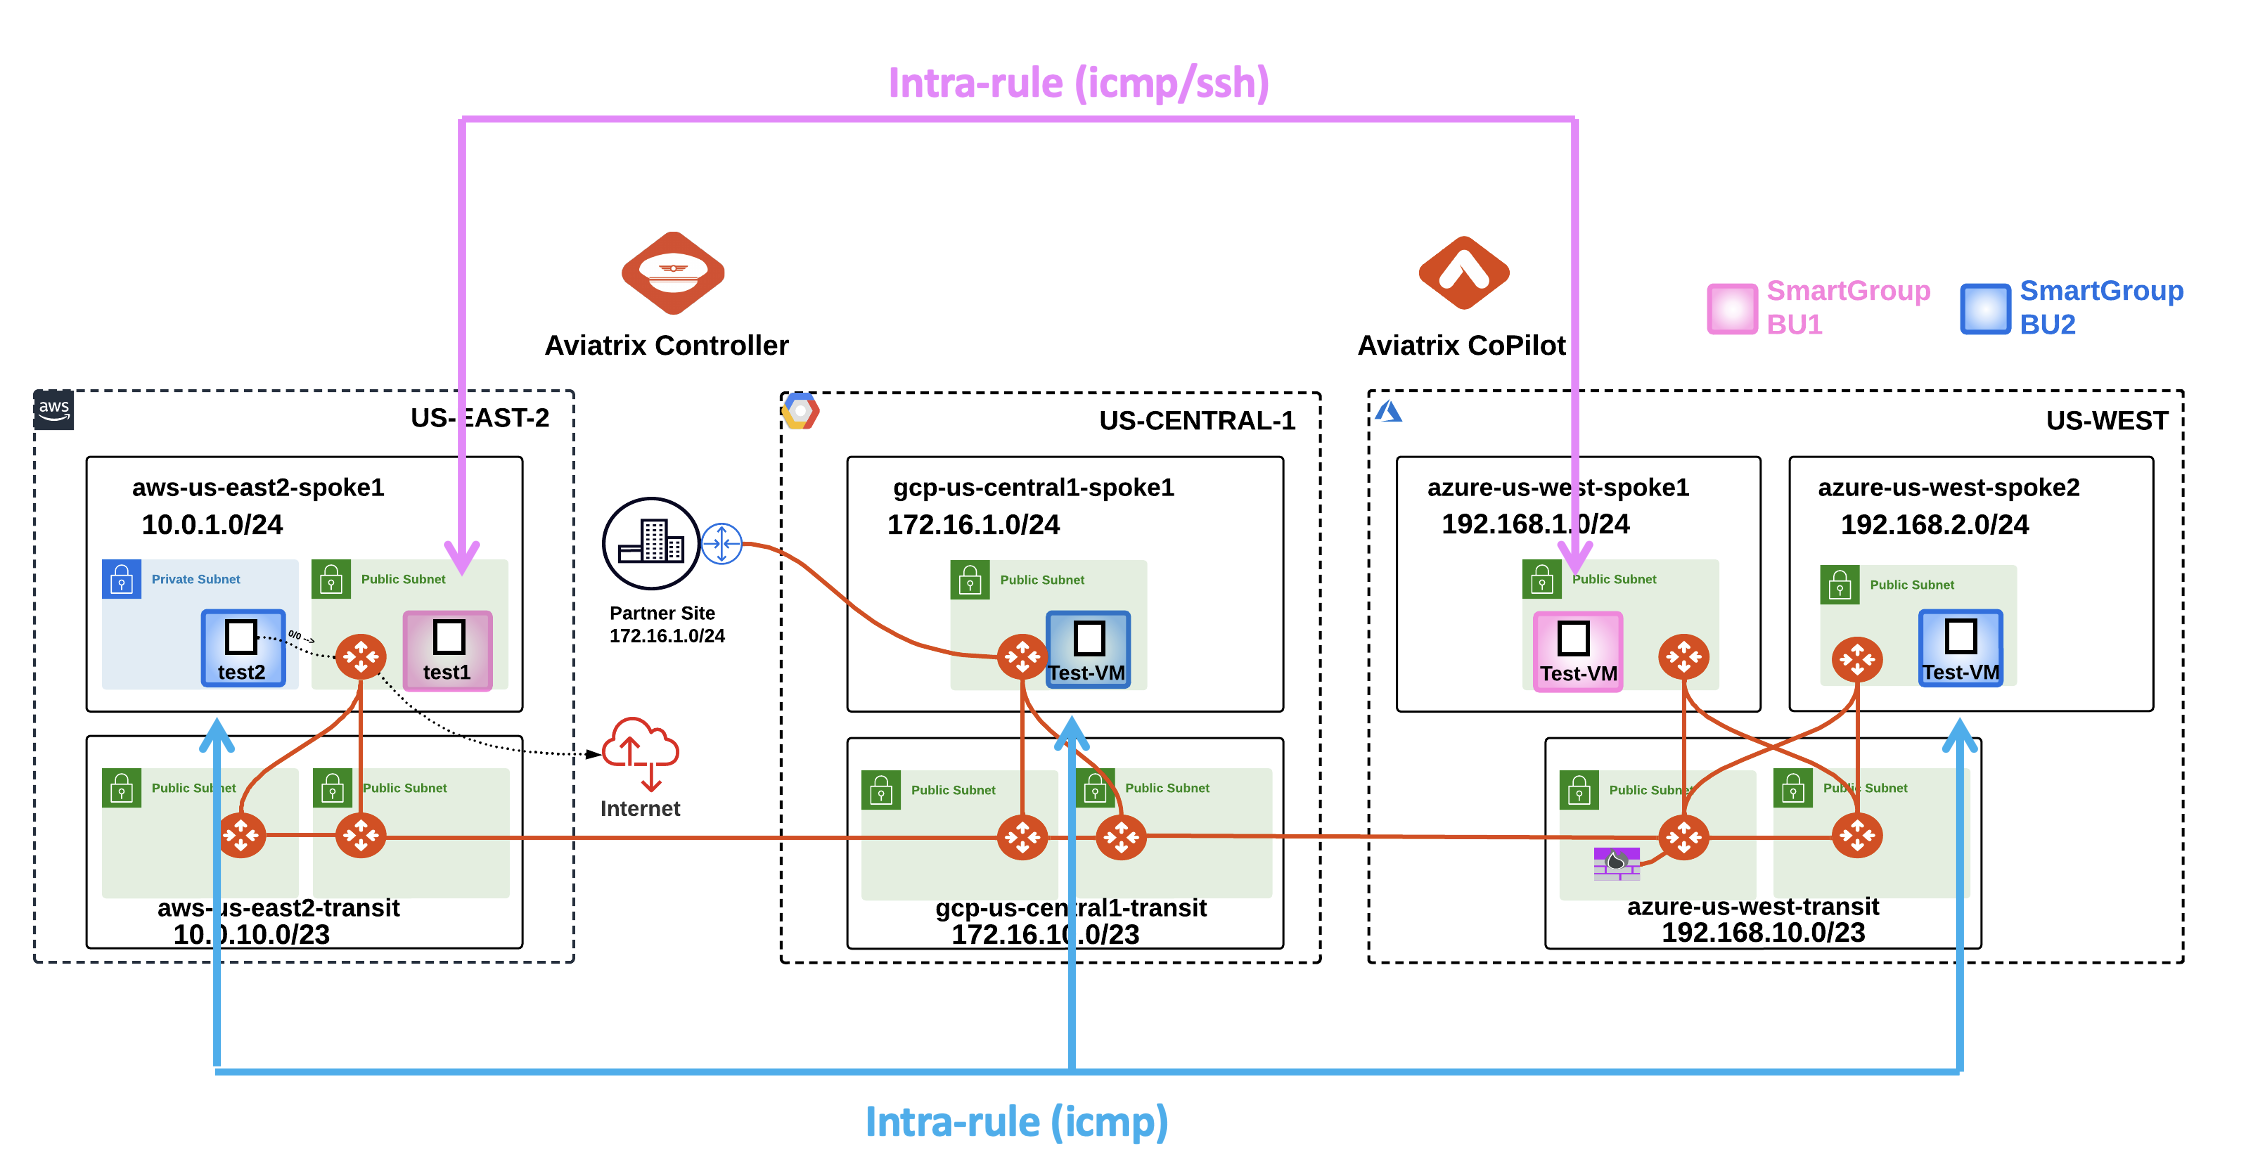 Intra-rule (icmp/ssh)
Aviatrix Controller
Aviatrix CoPilot
SmartGroup
BU1
SmartGroup
BU2
aws
US-EAST-2
aws-us-east2-spoke1
10.0.1.0/24
Private Subnet
Public Subnet
test2
0/0 -->
test1
Public Subnet
Public Subnet
aws-us-east2-transit
10.0.10.0/23
Partner Site
172.16.1.0/24
Internet
US-CENTRAL-1
gcp-us-central1-spoke1
172.16.1.0/24
Public Subnet
Test-VM
Public Subnet
Public Subnet
gcp-us-central1-transit
172.16.10.0/23
US-WEST
azure-us-west-spoke1
192.168.1.0/24
Public Subnet
Test-VM
azure-us-west-spoke2
192.168.2.0/24
Public Subnet
Test-VM
Public Subnet
Public Subnet
azure-us-west-transit
192.168.10.0/23
Intra-rule (icmp)